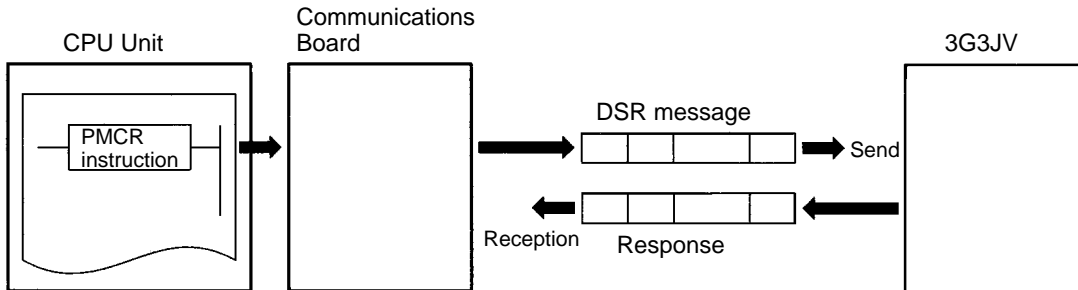 CPU Unit
Communications
Board
3G3JV
PMCR
instruction
DSR message
Send
Reception
Response